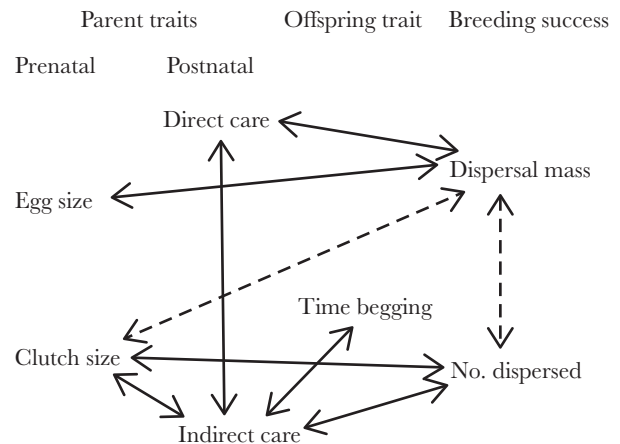 Parent traits Offspring trait Breeding success
Prenatal Postnatal
Direct care
Dispersal mass
Egg size
Time begging
Clutch size
No. dispersed
Indirect care